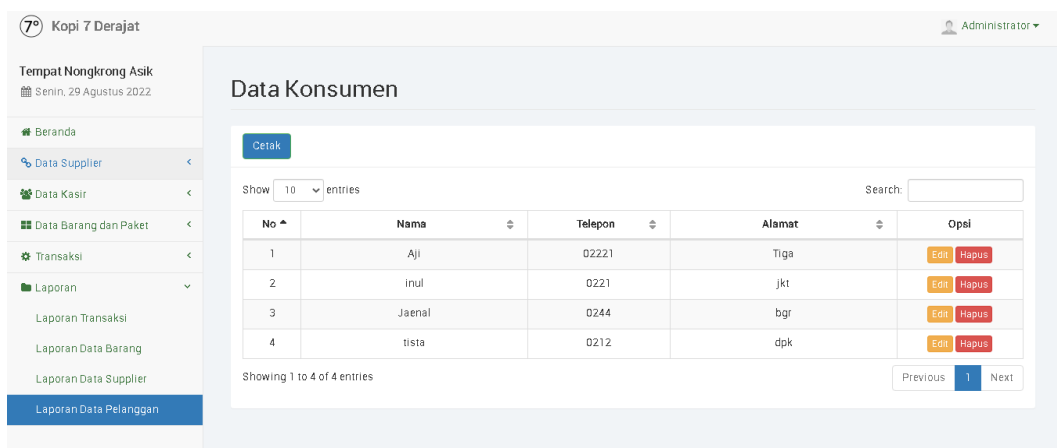 7° Kopi 7 Derajat
Administrator
Tempat Nongkrong Asik
Senin, 29 Agustus 2022
Beranda
Data Supplier
Data Kasir
Data Barang dan Paket
Transaksi
Laporan
Laporan Transaksi
Laporan Data Barang
Laporan Data Supplier
Laporan Data Pelanggan
Data Konsumen
Cetak
Show 10 entries Search:
No Nama Telepon Alamat Opsi
1 Aji 02221 Tiga Edit Hapus
2 inul 0221 jkt Edit Hapus
3 Jaenal 0244 bgr Edit Hapus
4 tista 0212 dpk Edit Hapus
Showing 1 to 4 of 4 entries Previous 1 Next